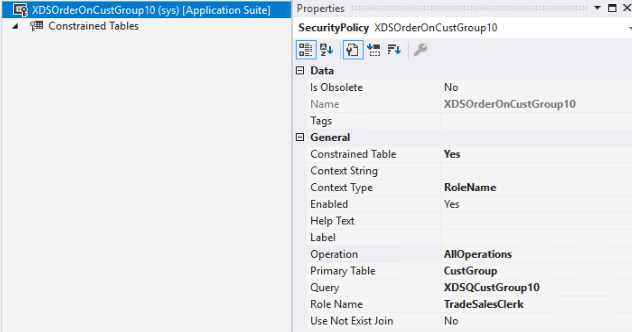 XDSOrderOnCustGroup10 (sys) [Application Suite]
Constrained Tables
Properties
SecurityPolicy XDSOrderOnCustGroup10
Data
Is Obsolete No
Name XDSOrderOnCustGroup10
Tags
General
Constrained Table Yes
Context String
Context Type RoleName
Enabled Yes
Help Text
Label
Operation AllOperations
Primary Table CustGroup
Query XDSQCustGroup10
Role Name TradeSalesClerk
Use Not Exist Join No